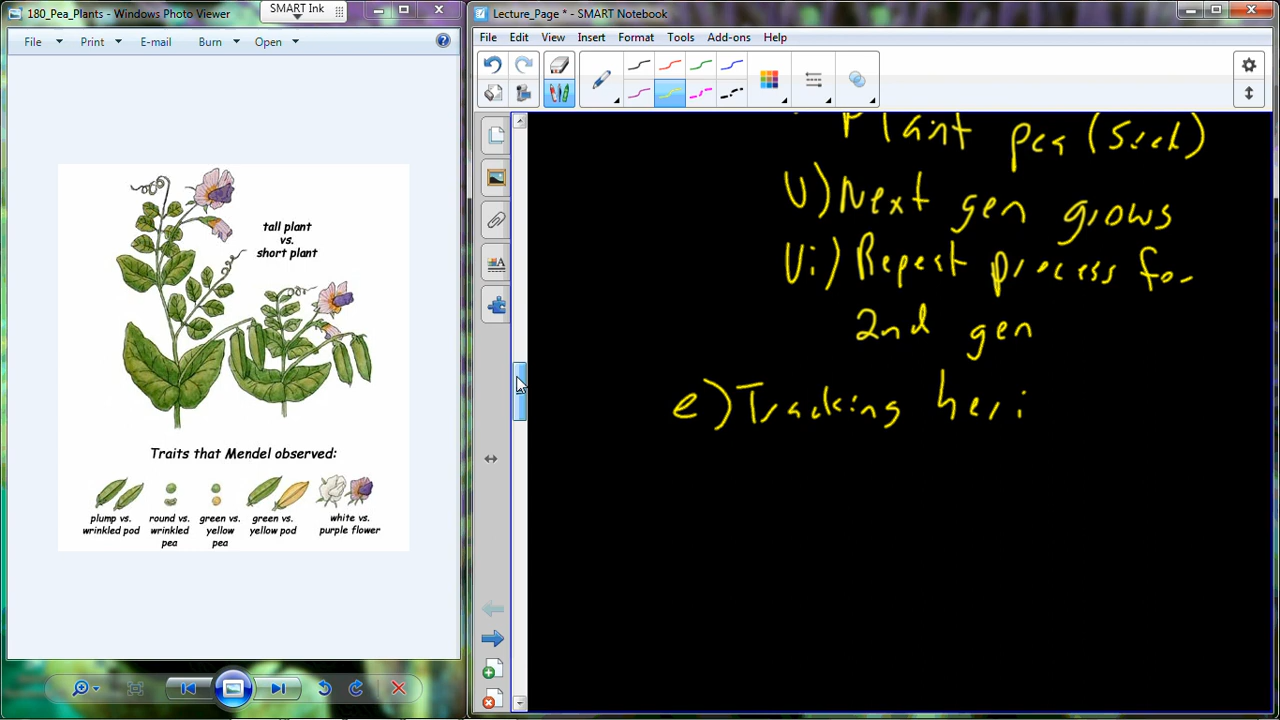 180_Pea_Plants - Windows Photo Viewer
SMART Ink
File Print E-mail Burn Open
tall plant
vs.
short plant
Traits that Mendel observed:
plump vs.
wrinkled pod
round vs.
wrinkled
pea
green vs.
yellow
pea
green vs.
yellow pod
white vs.
purple flower
Lecture_Page * - SMART Notebook
File Edit View Insert Format Tools Add-ons Help
Plant pea (Seed)
V) Next gen grows
Vi) Repeat process for
2nd gen
e) Tracking heri